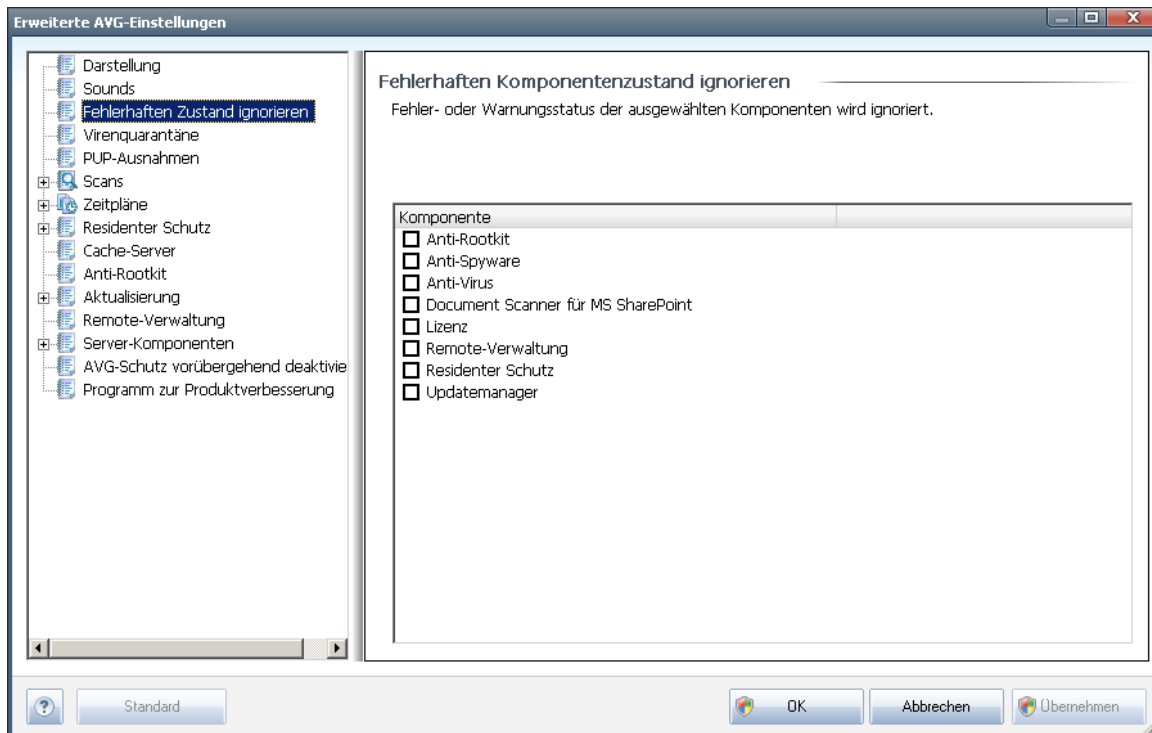 Erweiterte AVG-Einstellungen
Darstellung
Sounds
Fehlerhaften Zustand ignorieren
Virenquarantäne
PUP-Ausnahmen
Scans
Zeitpläne
Residenter Schutz
Cache-Server
Anti-Rootkit
Aktualisierung
Remote-Verwaltung
Server-Komponenten
AVG-Schutz vorübergehend deaktivie
Programm zur Produktverbesserung
Fehlerhaften Komponentenzustand ignorieren
Fehler- oder Warnungsstatus der ausgewählten Komponenten wird ignoriert.
Komponente
Anti-Rootkit
Anti-Spyware
Anti-Virus
Document Scanner für MS SharePoint
Lizenz
Remote-Verwaltung
Residenter Schutz
Updatemanager
? Standard OK Abbrechen Übernehmen